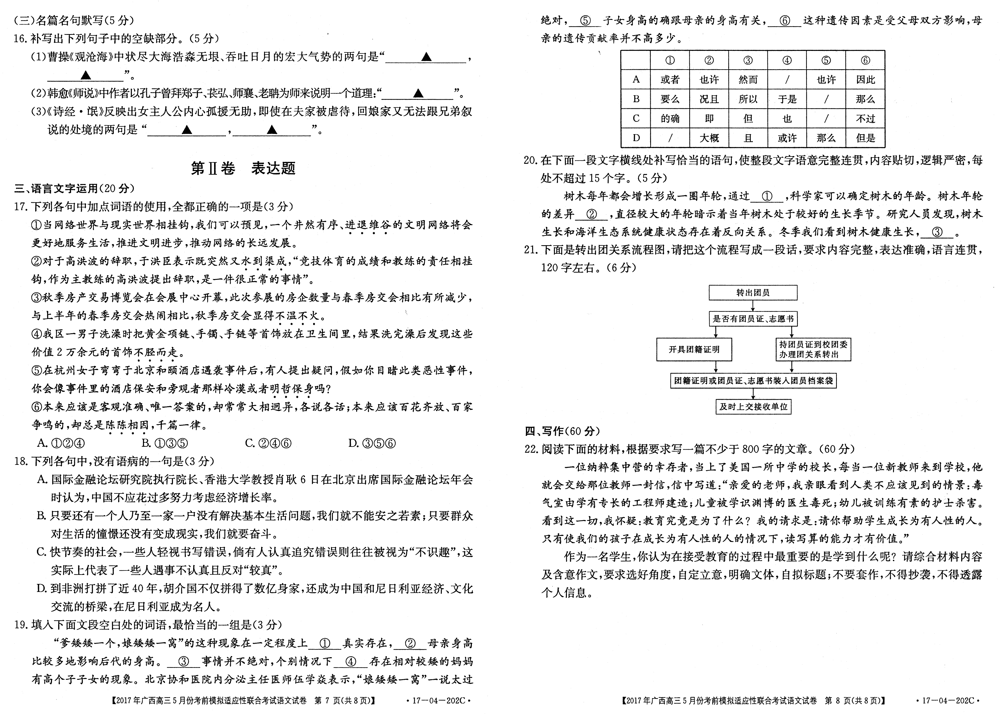 (三)名篇名句默写(5分)
16. 补写出下列句子中的空缺部分。(5分)
(1)曹操《观沧海》中状尽大海浩淼无垠、吞吐日月的宏大气势的两句是“▲,
▲”。
(2)韩愈《师说》中作者以孔子曾拜郑子、苌弘、师襄、老聃为师来说明一个道理:“▲”。
(3)《诗经·氓》反映出女主人公内心孤援无助,即使在夫家被虐待,回娘家又无法跟兄弟叙
说的处境的两句是“▲,▲”。
第Ⅱ卷 表达题
三、语言文字运用(20分)
17. 下列各句中加点词语的使用,全都正确的一项是(3分)
①当网络世界与现实世界相挂钩,我们可以预见,一个井然有序、进退维谷的文明网络将会
更好地服务生活,推进文明进步,推动网络的长远发展。
②对于高洪波的辞职,于洪臣表示既突然又水到渠成,“竞技体育的成绩和教练的责任相挂
钩,作为主教练的高洪波提出辞职,是一件很正常的事情”。
③秋季房产交易博览会在会展中心开幕,此次参展的房企数量与春季房交会相比有所减少,
与上半年的春季房交会热闹相比,秋季房交会显得不温不火。
④我区一男子洗澡时把黄金项链、手镯、手链等首饰放在卫生间里,结果洗完澡后发现这些
价值2万余元的首饰不胫而走。
⑤在杭州女子弯弯于北京和颐酒店遇袭事件后,有人提出疑问,假如你目睹此类恶性事件,
你会像事件里的酒店保安和旁观者那样冷漠或者明哲保身吗?
⑥本来应该是客观准确、唯一答案的,却常常大相迥异,各说各话;本来应该百花齐放、百家
争鸣的,却总是陈陈相因,千篇一律。
A. ①②④ B. ①③⑤ C. ②④⑥ D. ③⑤⑥
18. 下列各句中,没有语病的一句是(3分)
A. 国际金融论坛研究院执行院长、香港大学教授肖耿6日在北京出席国际金融论坛年会
时认为,中国不应花过多努力考虑经济增长率。
B. 只要还有一个人乃至一家一户没有解决基本生活问题,我们就不能安之若素;只要群众
对生活的憧憬还没有变成现实,我们就要奋斗。
C. 快节奏的社会,一些人轻视书写错误,倘有人认真追究错误则往往被视为“不识趣”,这
实际上代表了一些人遇事不认真且反对“较真”。
D. 到非洲打拼了近40年,胡介国不仅拼得了数亿身家,还成为中国和尼日利亚经济、文化
交流的桥梁,在尼日利亚成为名人。
19. 填入下面文段空白处的词语,最恰当的一组是(3分)
“爹矮矮一个,娘矮矮一窝”的这种现象在一定程度上 ① 真实存在, ② 母亲身高
比较多地影响后代的身高。 ③ 事情并不绝对,个别情况下 ④ 存在相对较矮的妈妈
有高个子子女的现象。北京协和医院内分泌主任医师伍学焱表示,“娘矮矮一窝”一说太过
【2017年广西高三5月份考前模拟适应性联合考试语文试卷 第7页(共8页)】 ·17—04—202C·
绝对, ⑤ 子女身高的确跟母亲的身高有关, ⑥ 这种遗传因素是受父母双方影响,母
亲的遗传贡献率并不高多少。
① ② ③ ④ ⑤ ⑥
A 或者 也许 然而 / 也许 因此
B 要么 况且 所以 于是 / 那么
C 的确 即 但 也 / 不过
D / 大概 且 或许 那么 但是
20. 在下面一段文字横线处补写恰当的语句,使整段文字语意完整连贯,内容贴切,逻辑严密,每
处不超过15个字。(5分)
树木每年都会增长形成一圈年轮,通过 ① ,科学家可以确定树木的年龄。树木年轮
的差异 ② ,直径较大的年轮暗示着当年树木处于较好的生长季节。研究人员发现,树木
生长和海洋生态系统健康状态存在着反向关系。冬季我们看到树木健康生长, ③ 。
21. 下面是转出团关系流程图,请把这个流程写成一段话,要求内容完整,表达准确,语言连贯,
120字左右。(6分)
转出团员
是否有团员证、志愿书
开具团籍证明
持团员证到校团委
办理团关系转出
团籍证明或团员证、志愿书装入团员档案袋
及时上交接收单位
四、写作(60分)
22. 阅读下面的材料,根据要求写一篇不少于800字的文章。(60分)
一位纳粹集中营的幸存者,当上了美国一所中学的校长,每当一位新教师来到学校,他
就会交给那位教师一封信,信中写道:“亲爱的老师,我亲眼看到人类不应该见到的情景:毒
气室由学有专长的工程师建造;儿童被学识渊博的医生毒死;幼儿被训练有素的护士杀害。
看到这一切,我怀疑:教育究竟是为了什么?我的请求是:请你帮助学生成长为有人性的人。
只有使我们的孩子在成长为有人性的人的情况下,读写算的能力才有价值。”
作为一名学生,你认为在接受教育的过程中最重要的是学到什么呢?请综合材料内容
及含意作文,要求选好角度,自定立意,明确文体,自拟标题;不要套作,不得抄袭,不得透露
个人信息。
【2017年广西高三5月份考前模拟适应性联合考试语文试卷 第8页(共8页)】 ·17—04—202C·